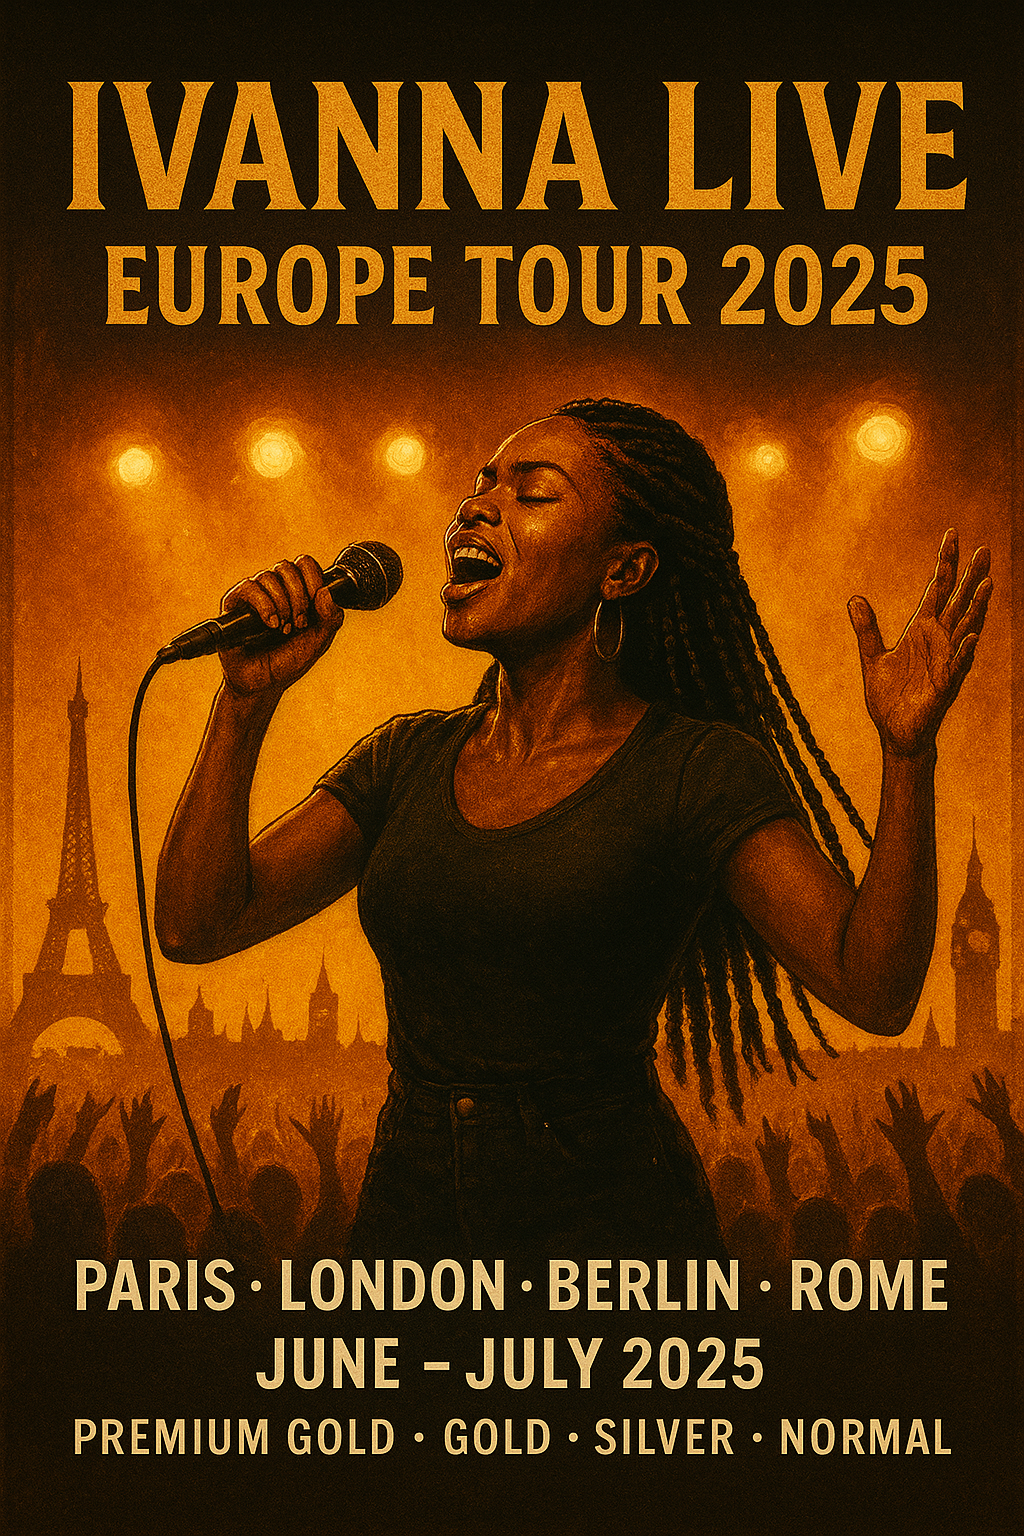 IVANNA LIVE
EUROPE TOUR 2025
PARIS · LONDON · BERLIN · ROME
JUNE – JULY 2025
PREMIUM GOLD · GOLD · SILVER · NORMAL